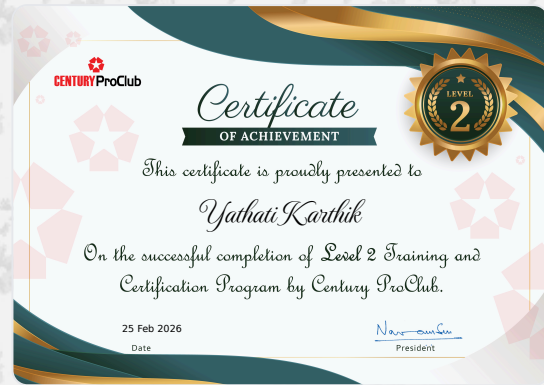 CENTURY ProClub
LEVEL
2
Certificate
OF ACHIEVEMENT
This certificate is proudly presented to
Yathati Karthik
On the successful completion of Level 2 Training and
Certification Program by Century ProClub.
25 Feb 2026
Date
President